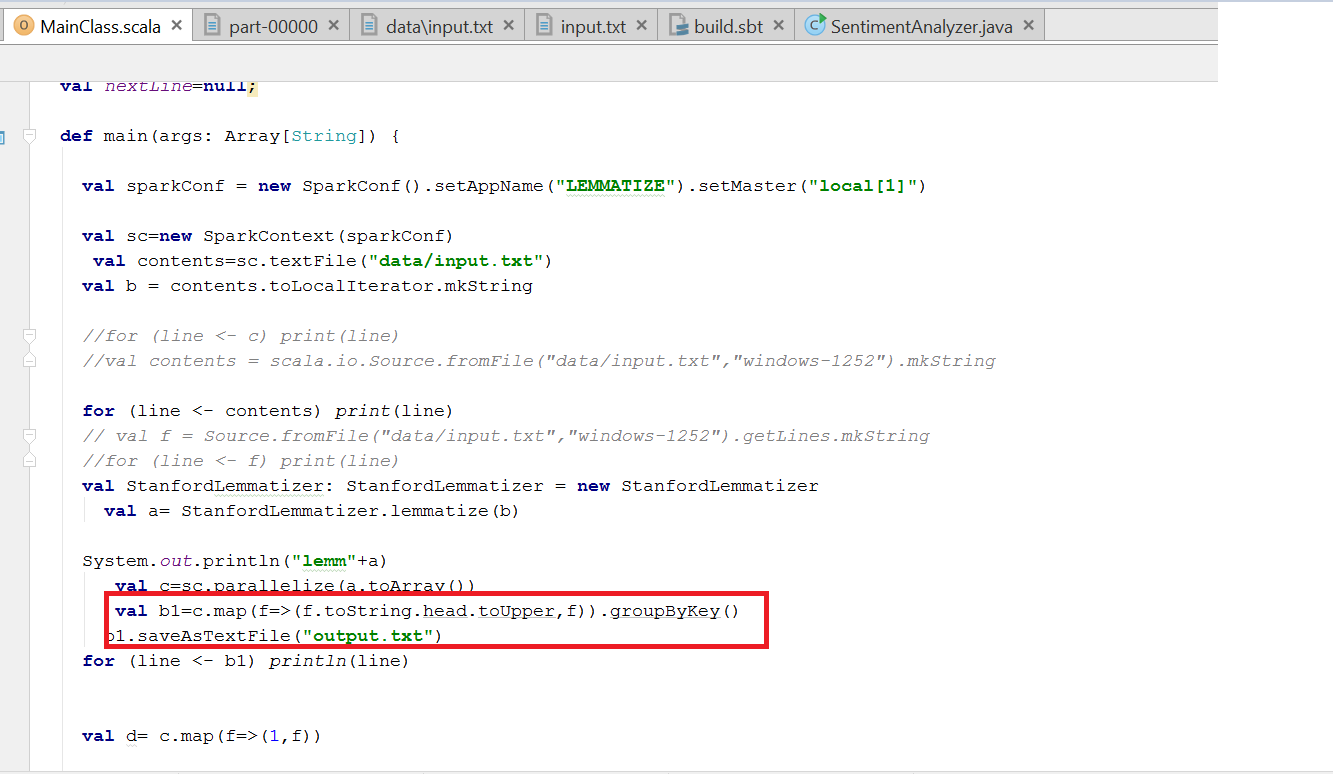 MainClass.scala × part-00000 × data\input.txt × input.txt × build.sbt × SentimentAnalyzer.java ×
val nextLine=null;
def main(args: Array[String]) {
val sparkConf = new SparkConf().setAppName("LEMMATIZE").setMaster("local[1]")
val sc=new SparkContext(sparkConf)
val contents=sc.textFile("data/input.txt")
val b = contents.toLocalIterator.mkString
//for (line <- c) print(line)
//val contents = scala.io.Source.fromFile("data/input.txt","windows-1252").mkString
for (line <- contents) print(line)
// val f = Source.fromFile("data/input.txt","windows-1252").getLines.mkString
//for (line <- f) print(line)
val StanfordLemmatizer: StanfordLemmatizer = new StanfordLemmatizer
val a= StanfordLemmatizer.lemmatize(b)
System.out.println("lemm"+a)
val c=sc.parallelize(a.toArray())
val b1=c.map(f=>(f.toString.head.toUpper,f)).groupByKey()
b1.saveAsTextFile("output.txt")
for (line <- b1) println(line)
val d= c.map(f=>(1,f))